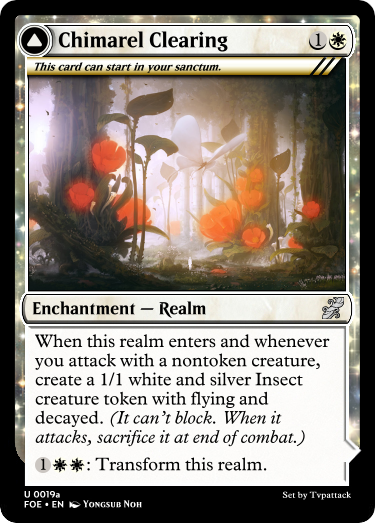 Chimarel Clearing 1
This card can start in your sanctum.
Enchantment — Realm
When this realm enters and whenever
you attack with a nontoken creature,
create a 1/1 white and silver Insect
creature token with flying and
decayed. (It can't block. When it
attacks, sacrifice it at end of combat.)
1: Transform this realm.
U 0019a
FOE • EN Yongsub Noh
Set by Tvpattack